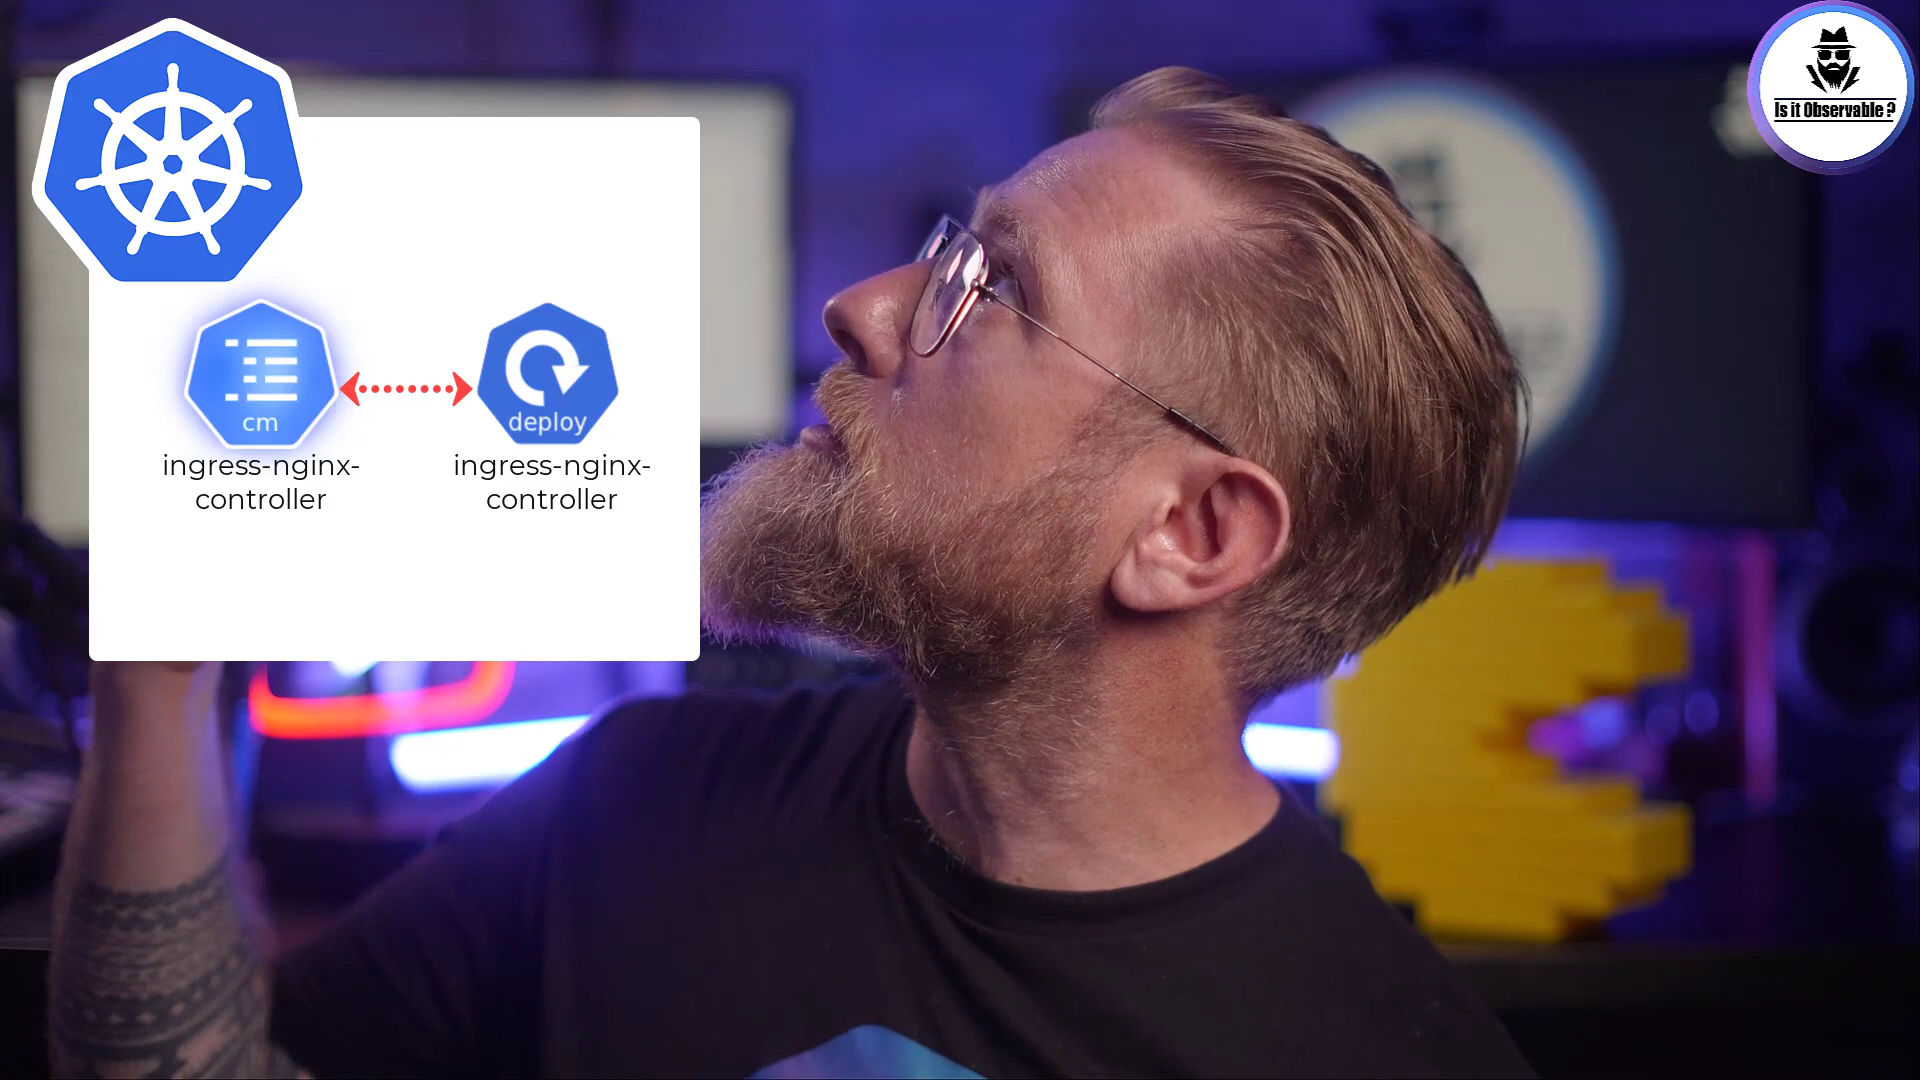 Is it Observable ?
cm
deploy
ingress-nginx-
controller
ingress-nginx-
controller